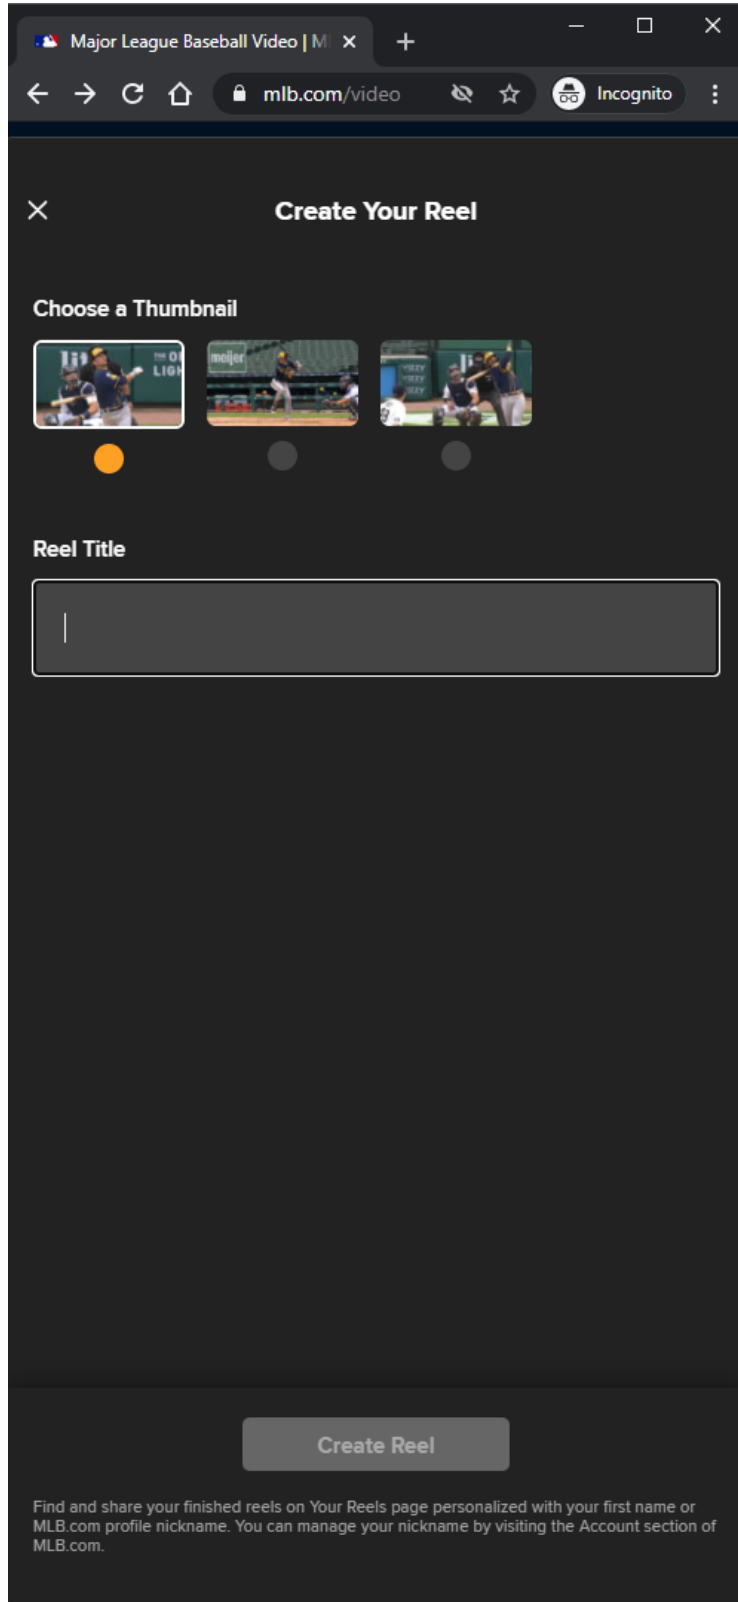 Major League Baseball Video | M
mlb.com/video
Incognito
Create Your Reel
Choose a Thumbnail
meijer
Reel Title
Create Reel
Find and share your finished reels on Your Reels page personalized with your first name or
MLB.com profile nickname. You can manage your nickname by visiting the Account section of
MLB.com.